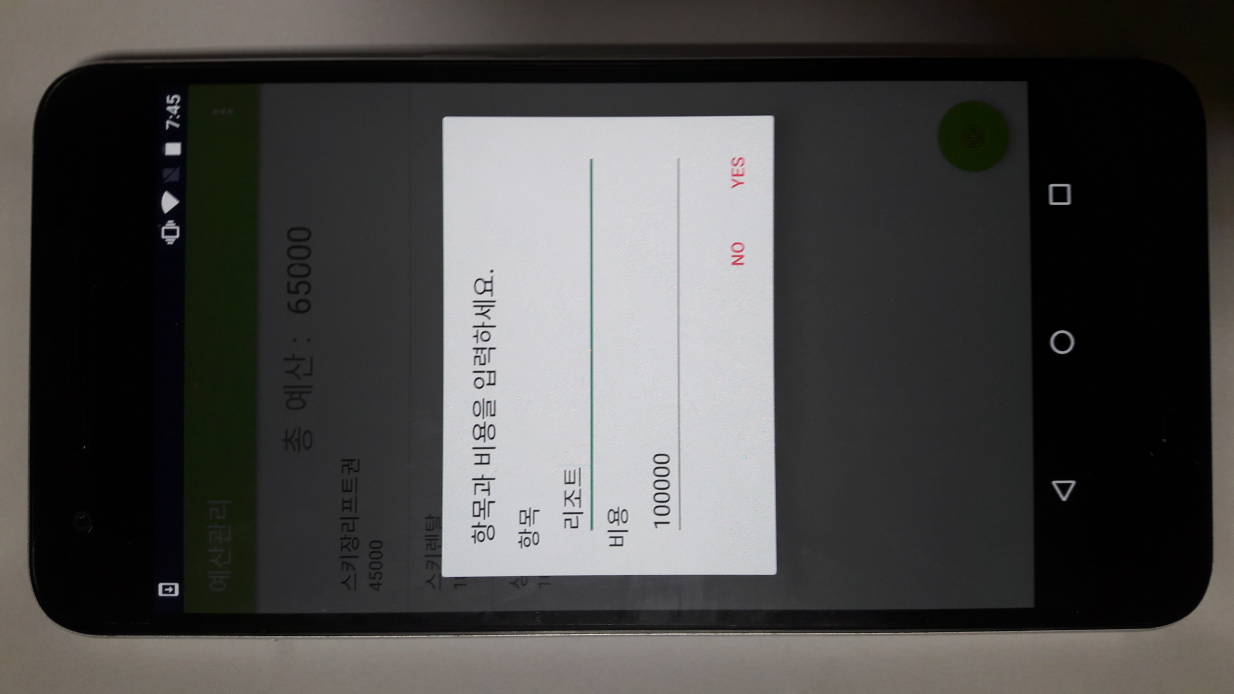 7:45
예산관리
총 예산 : 65000
스키장리프트권
45000
스키렌탈
항목과 비용을 입력하세요.
항목
리조트
비용
100000
NO YES